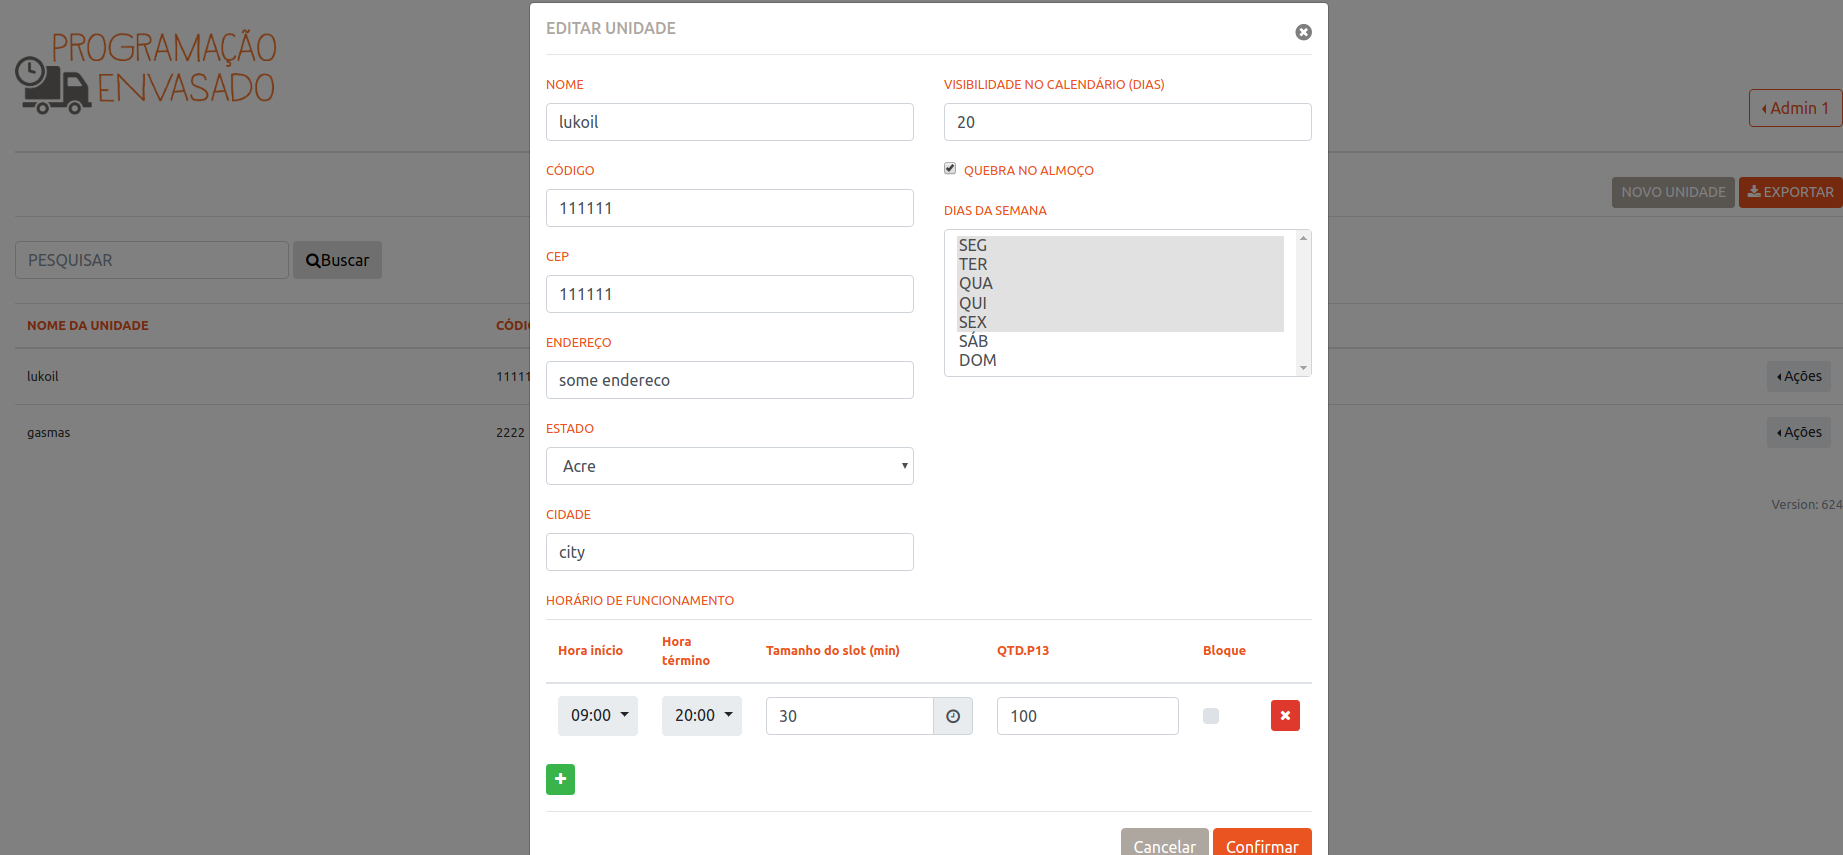 PROGRAMAÇÃO
ENVASADO
Admin 1
NOVO UNIDADE
EXPORTAR
PESQUISAR
Buscar
NOME DA UNIDADE
lukoil
Ações
gasmas
2222
Ações
Version: 624
EDITAR UNIDADE
NOME
lukoil
CÓDIGO
111111
CEP
111111
ENDEREÇO
some endereco
ESTADO
Acre
CIDADE
city
VISIBILIDADE NO CALENDÁRIO (DIAS)
20
QUEBRA NO ALMOÇO
DIAS DA SEMANA
SEG
TER
QUA
QUI
SEX
SÁB
DOM
HORÁRIO DE FUNCIONAMENTO
Hora início
Hora
término
Tamanho do slot (min)
QTD.P13
Bloque
09:00
20:00
30
100
Cancelar
Confirmar